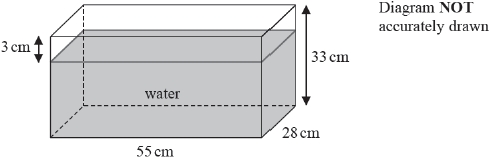 Diagram NOT
accurately drawn
3 cm
33 cm
water
28 cm
55 cm